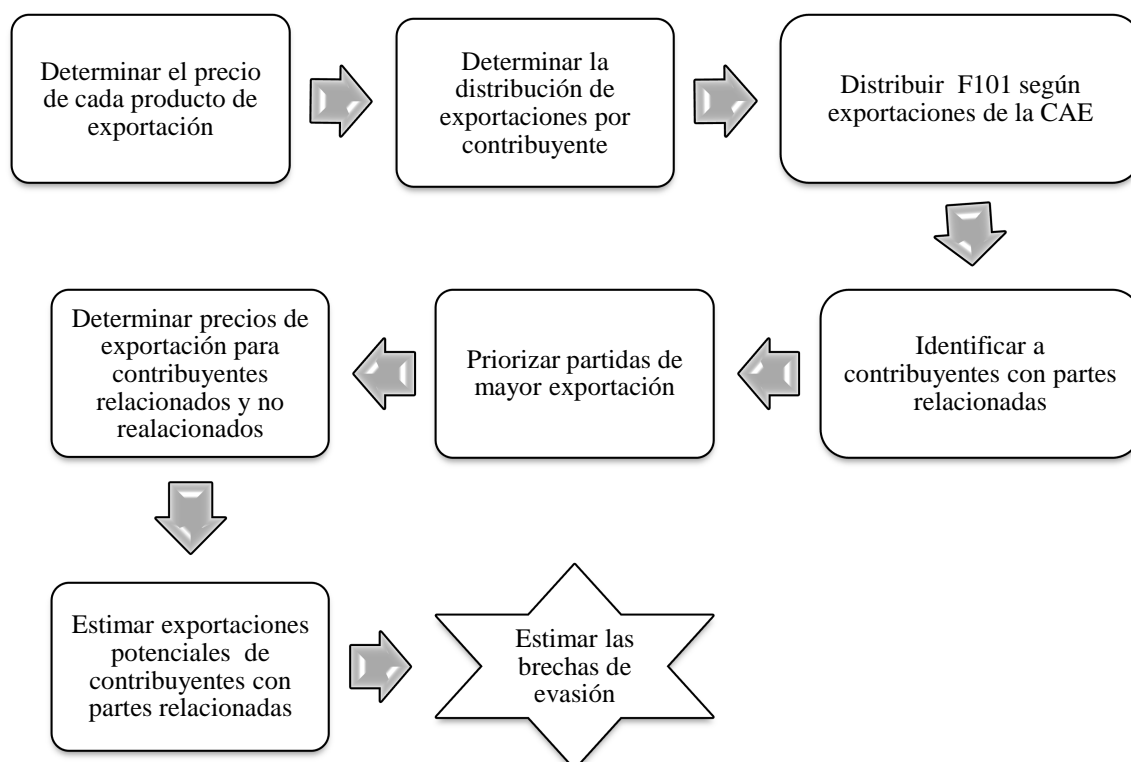 Determinar el precio
de cada producto de
exportación
Determinar la
distribución de
exportaciones por
contribuyente
Distribuir F101 según
exportaciones de la CAE
Identificar a
contribuyentes con partes
relacionadas
Priorizar partidas de
mayor exportación
Determinar precios de
exportación para
contribuyentes
relacionados y no
realacionados
Estimar exportaciones
potenciales de
contribuyentes con
partes relacionadas
Estimar las
brechas de
evasión